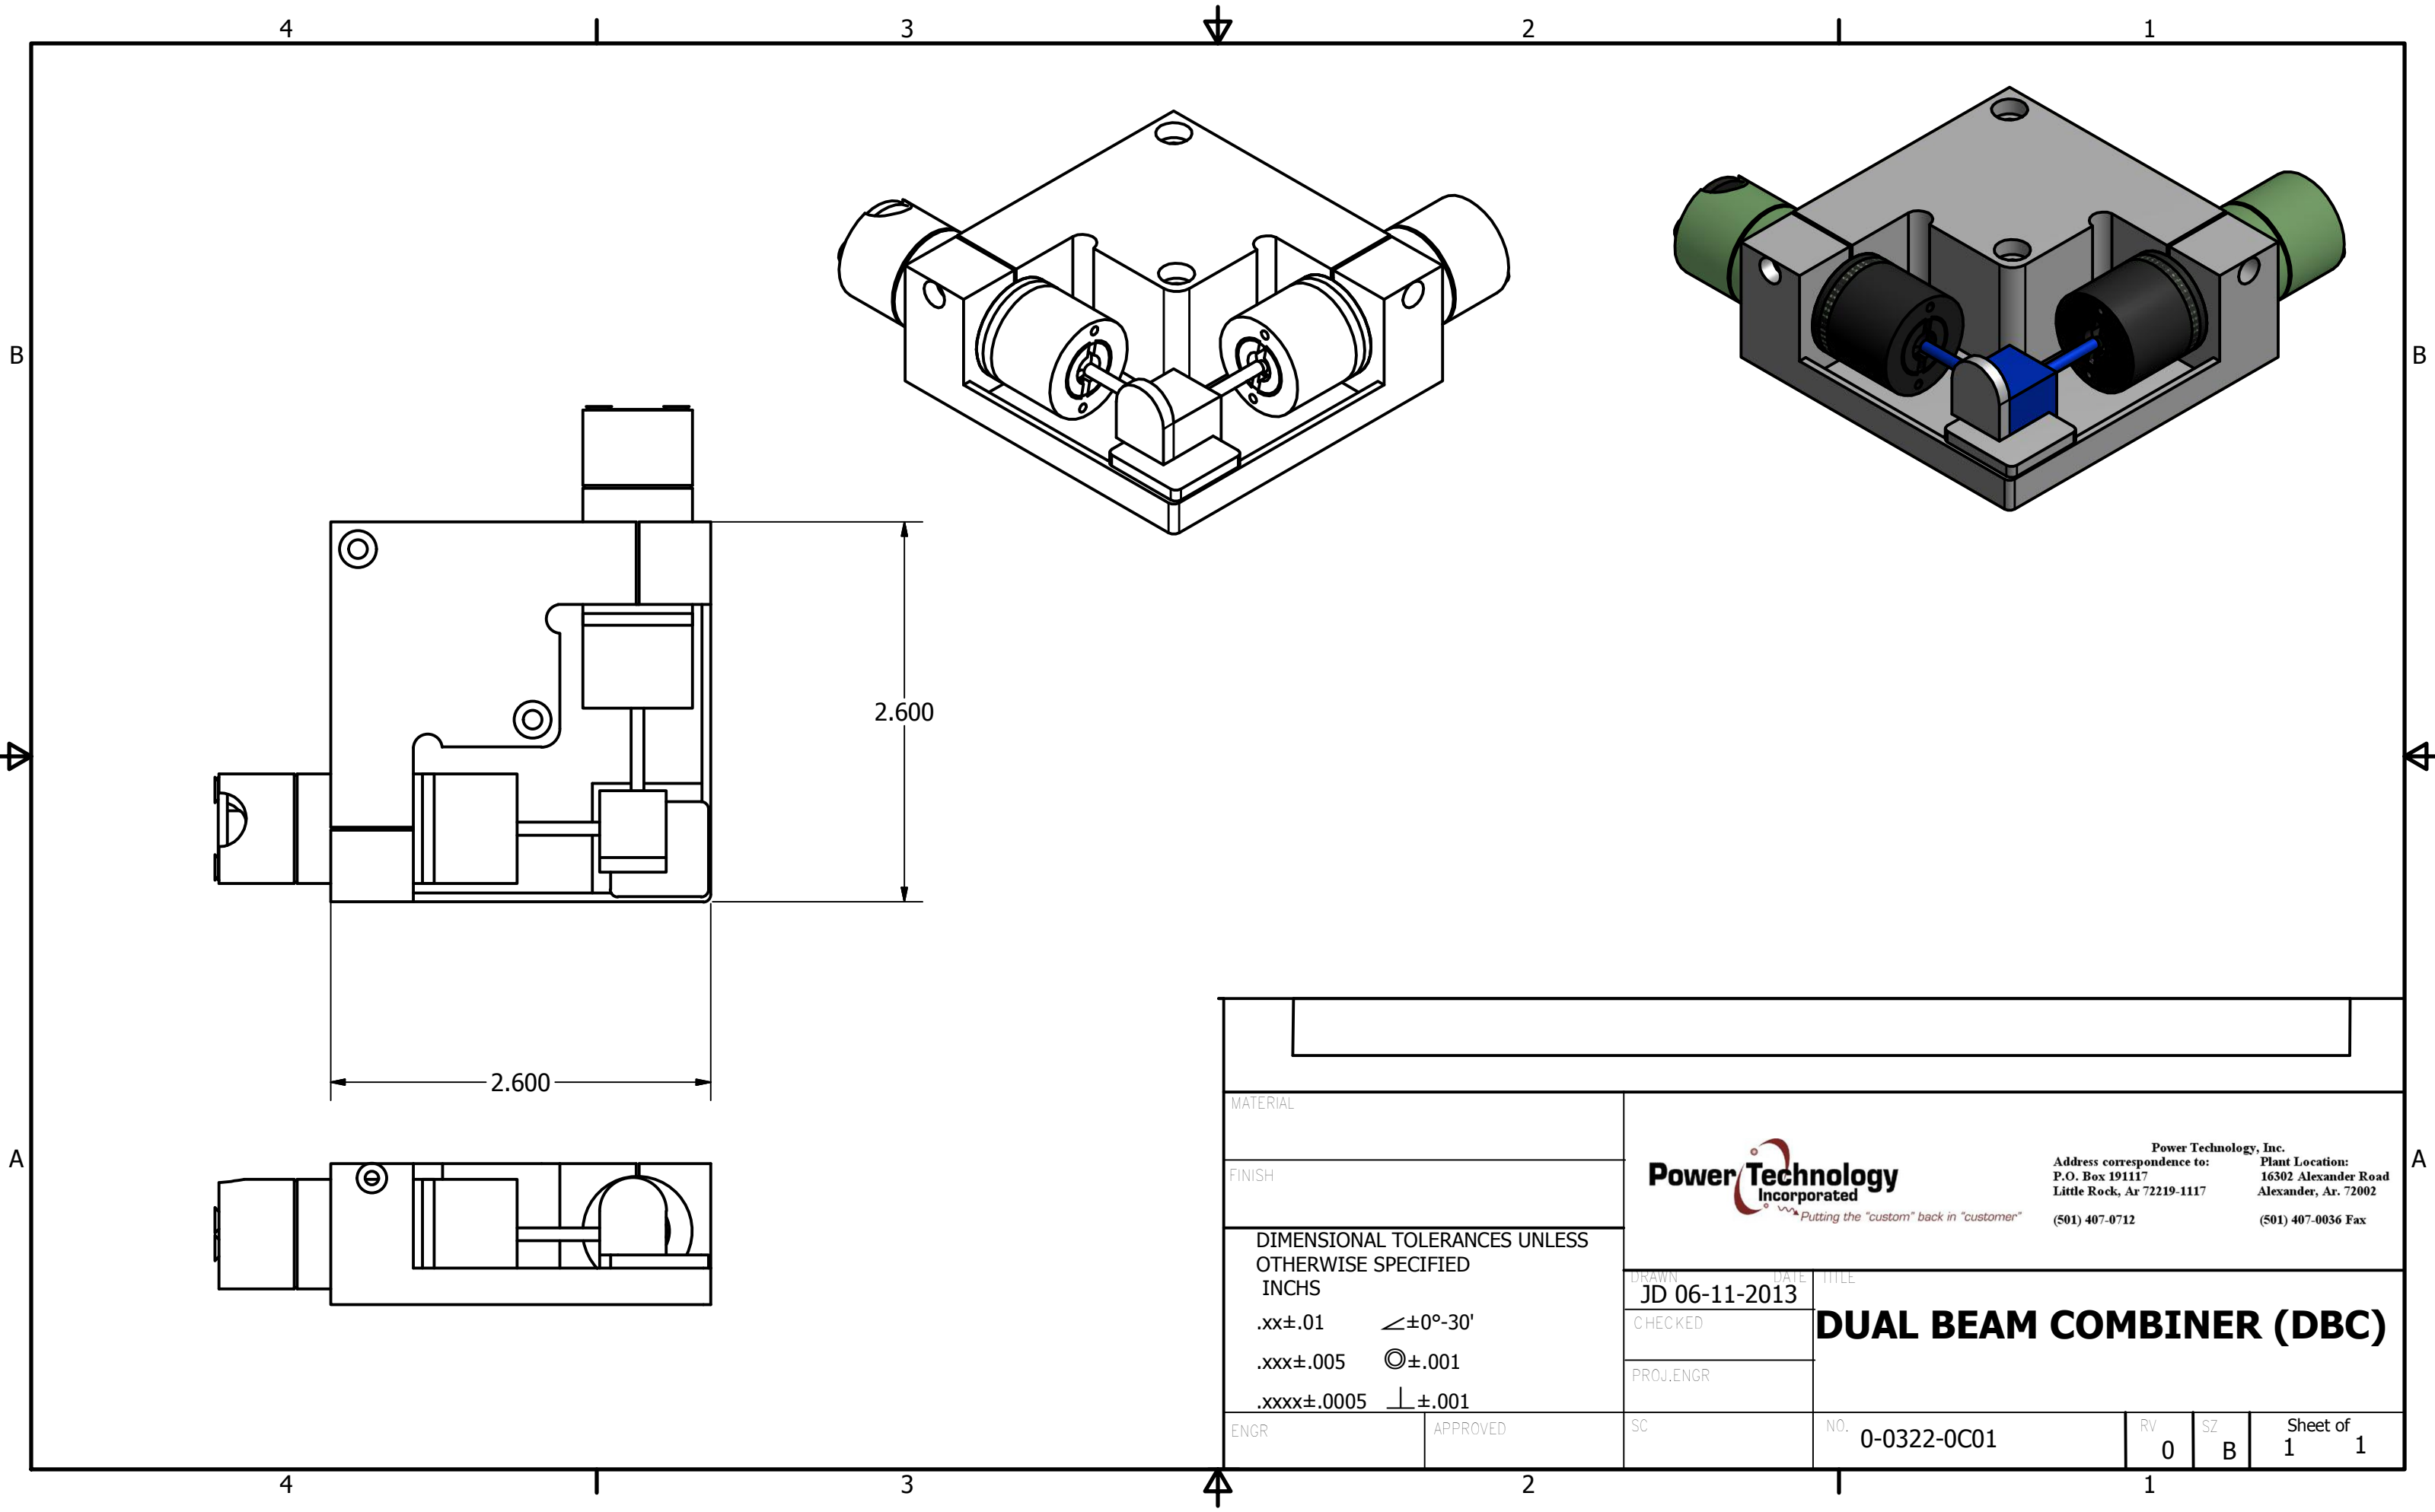 4 3 2 1
B B
2.600
2.600
A A
MATERIAL
FINISH
DIMENSIONAL TOLERANCES UNLESS
OTHERWISE SPECIFIED
INCHS
.xx±.01 ∠±0°-30'
.xxx±.005 ◎±.001
.xxxx±.0005 ⊥±.001
ENGR APPROVED
Power Technology
Incorporated
Putting the "custom" back in "customer"
Power Technology, Inc.
Address correspondence to: Plant Location:
P.O. Box 191117 16302 Alexander Road
Little Rock, Ar 72219-1117 Alexander, Ar. 72002
(501) 407-0712 (501) 407-0036 Fax
DRAWN DATE TITLE
JD 06-11-2013
DUAL BEAM COMBINER (DBC)
CHECKED
PROJ.ENGR
SC NO. 0-0322-0C01 RV 0 SZ B Sheet of 1 1
4 3 2 1